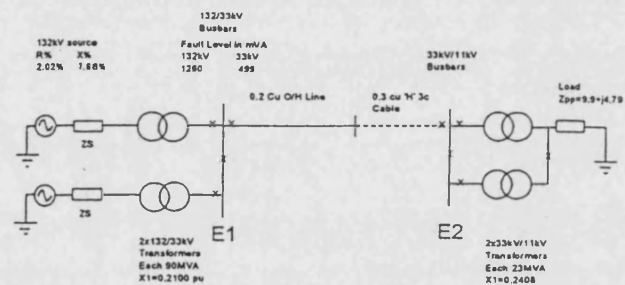 132/33kV
Busbars
132kV source
R% X%
2.02% 7.68%
Fault Level in mVA
132kV 33kV
1260 499
33kV/11kV
Busbars
0.2 Cu O/H Line
0.3 cu 'H' 3c
Cable
Load
Zpp=9.9+j4.79
ZS
ZS
E1
E2
2x132/33kV
Transformers
Each 90MVA
X1=0.2100 pu
2x33kV/11kV
Transformers
Each 23MVA
X1=0.2408